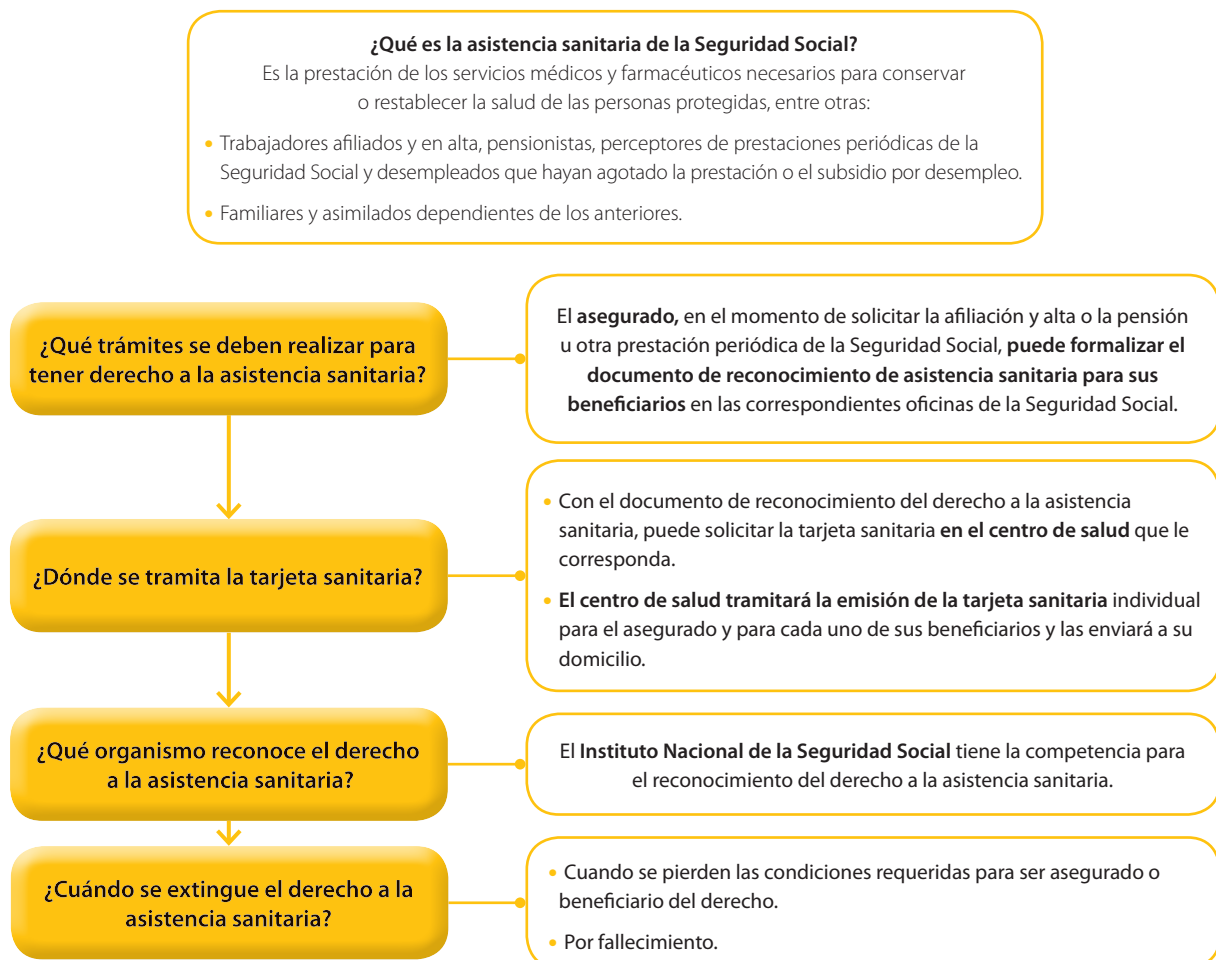 ¿Qué es la asistencia sanitaria de la Seguridad Social?
Es la prestación de los servicios médicos y farmacéuticos necesarios para conservar
o restablecer la salud de las personas protegidas, entre otras:
• Trabajadores afiliados y en alta, pensionistas, perceptores de prestaciones periódicas de la
Seguridad Social y desempleados que hayan agotado la prestación o el subsidio por desempleo.
• Familiares y asimilados dependientes de los anteriores.
¿Qué trámites se deben realizar para
tener derecho a la asistencia sanitaria?
El asegurado, en el momento de solicitar la afiliación y alta o la pensión
u otra prestación periódica de la Seguridad Social, puede formalizar el
documento de reconocimiento de asistencia sanitaria para sus
beneficiarios en las correspondientes oficinas de la Seguridad Social.
¿Dónde se tramita la tarjeta sanitaria?
• Con el documento de reconocimiento del derecho a la asistencia
sanitaria, puede solicitar la tarjeta sanitaria en el centro de salud que le
corresponda.
• El centro de salud tramitará la emisión de la tarjeta sanitaria individual
para el asegurado y para cada uno de sus beneficiarios y las enviará a su
domicilio.
¿Qué organismo reconoce el derecho
a la asistencia sanitaria?
El Instituto Nacional de la Seguridad Social tiene la competencia para
el reconocimiento del derecho a la asistencia sanitaria.
¿Cuándo se extingue el derecho a la
asistencia sanitaria?
• Cuando se pierden las condiciones requeridas para ser asegurado o
beneficiario del derecho.
• Por fallecimiento.